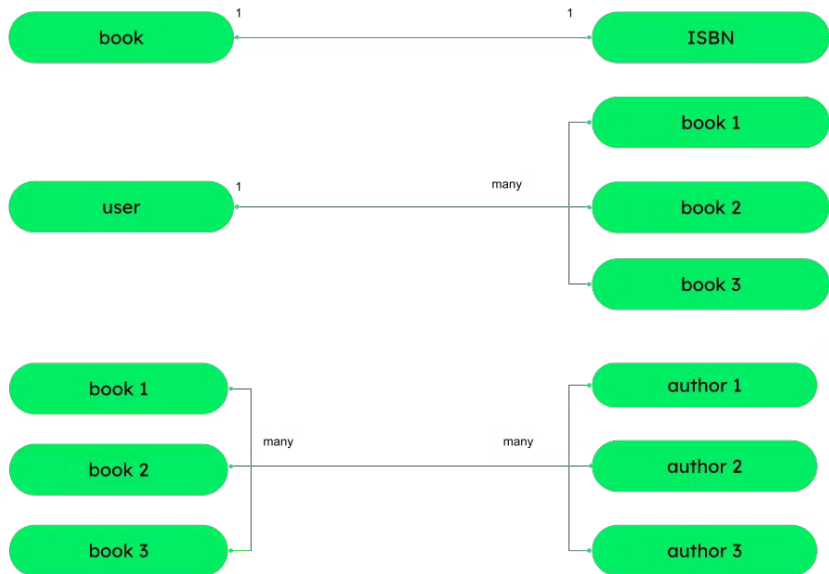 1 1
book ISBN
book 1
1 many
user book 2
book 3
book 1 author 1
many many
book 2 author 2
book 3 author 3